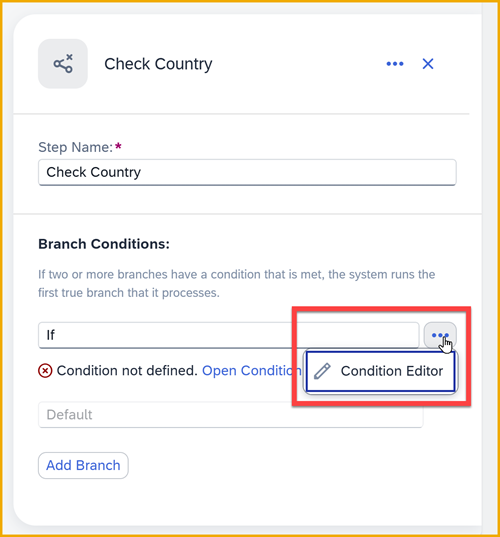 Check Country
Step Name:*
Check Country
Branch Conditions:
If two or more branches have a condition that is met, the system runs the
first true branch that it processes.
If
Condition not defined. Open Condition
Condition Editor
Default
Add Branch